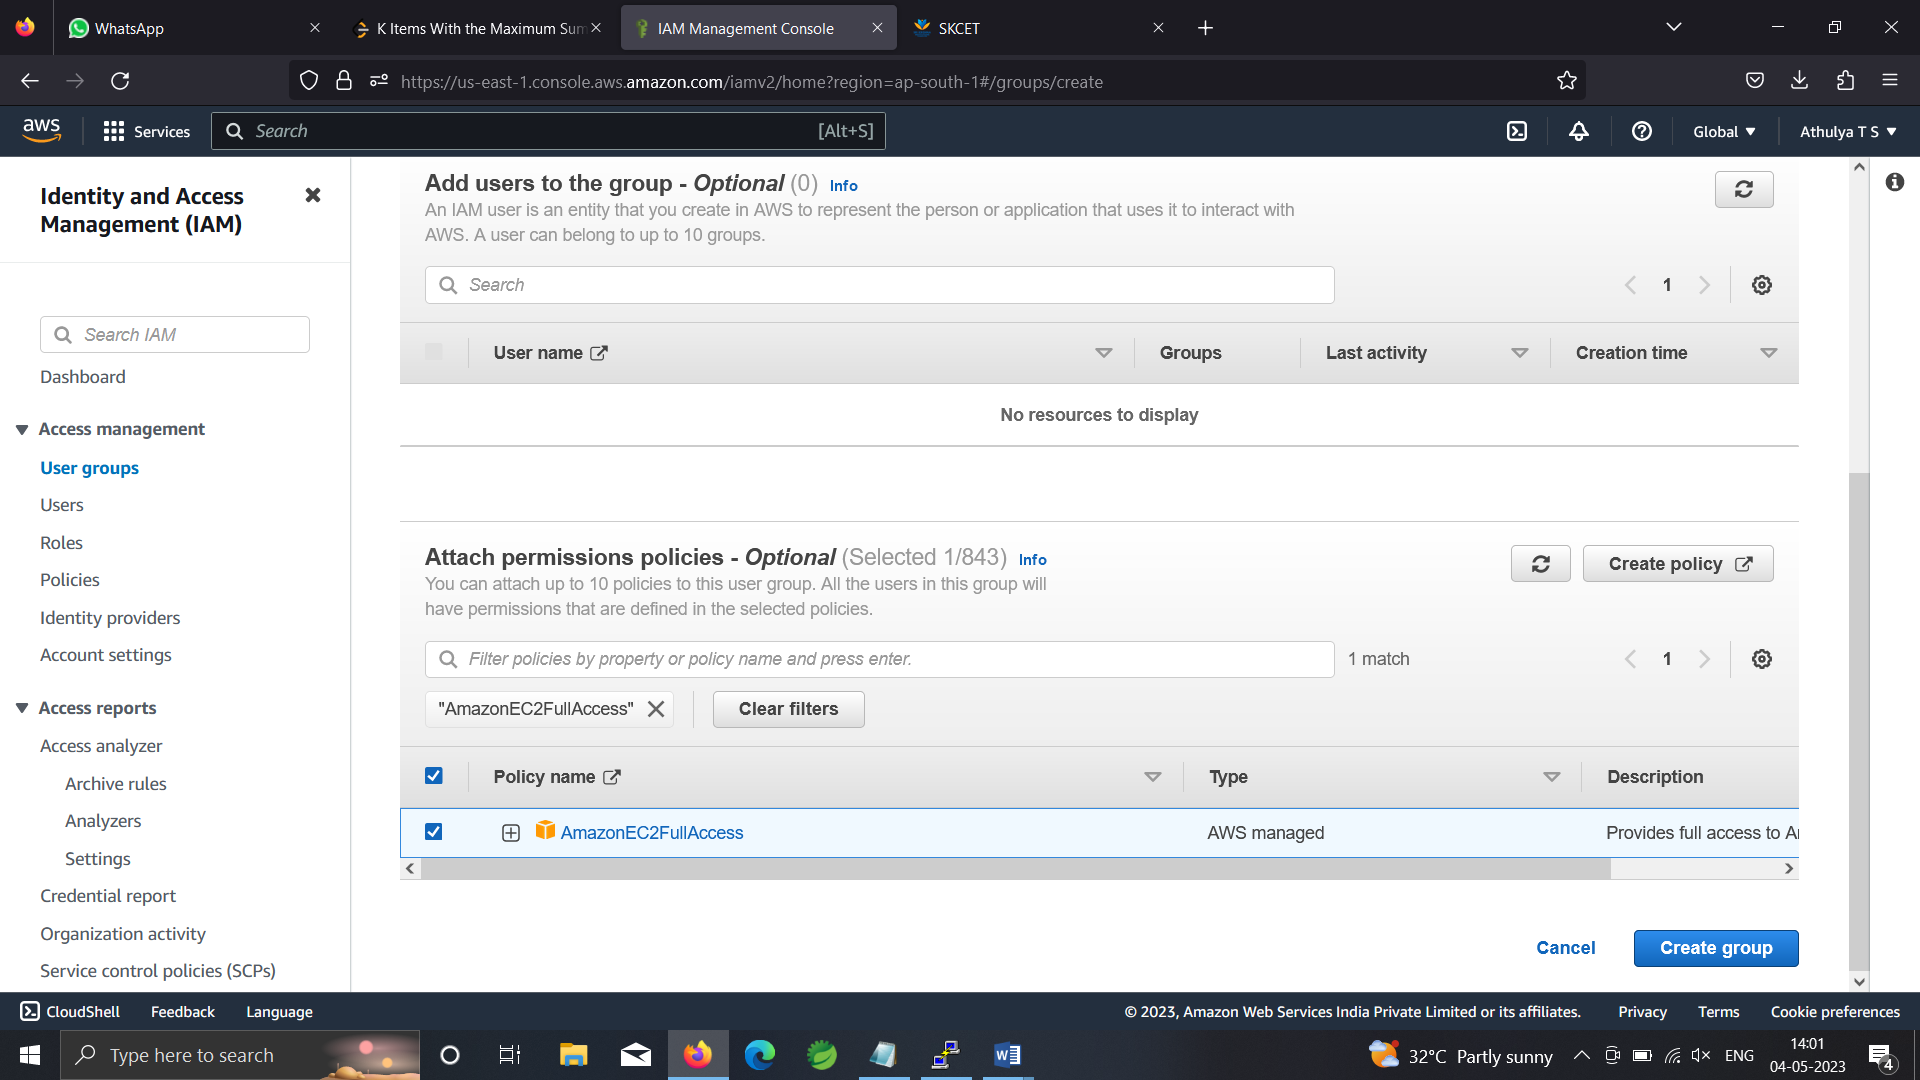 WhatsApp
K Items With the Maximum Sum
IAM Management Console
SKCET
https://us-east-1.console.aws.amazon.com/iamv2/home?region=ap-south-1#/groups/create
aws
Services
Search
[Alt+S]
Global
Athulya T S
Identity and Access
Management (IAM)
Search IAM
Dashboard
Access management
User groups
Users
Roles
Policies
Identity providers
Account settings
Access reports
Access analyzer
Archive rules
Analyzers
Settings
Credential report
Organization activity
Service control policies (SCPs)
Add users to the group - Optional (0) Info
An IAM user is an entity that you create in AWS to represent the person or application that uses it to interact with
AWS. A user can belong to up to 10 groups.
Search
1
User name Groups Last activity Creation time
No resources to display
Attach permissions policies - Optional (Selected 1/843) Info
You can attach up to 10 policies to this user group. All the users in this group will
have permissions that are defined in the selected policies.
Create policy
Filter policies by property or policy name and press enter.
1 match
1
"AmazonEC2FullAccess"
Clear filters
Policy name Type Description
AmazonEC2FullAccess AWS managed Provides full access to
Cancel
Create group
CloudShell Feedback Language
© 2023, Amazon Web Services India Private Limited or its affiliates. Privacy Terms Cookie preferences
Type here to search
32°C Partly sunny
ENG
14:01
04-05-2023
4